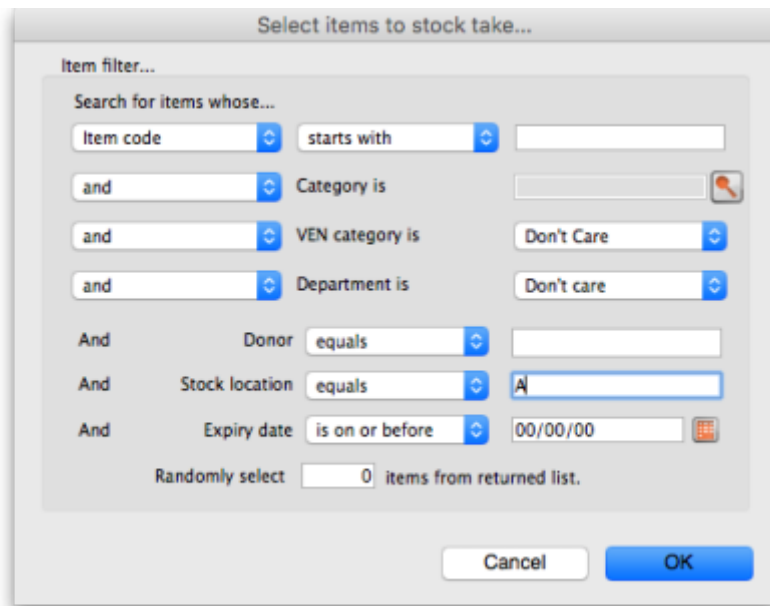 Select items to stock take...
Item filter...
Search for items whose...
Item code starts with
and Category is
and VEN category is Don't Care
and Department is Don't care
And Donor equals
And Stock location equals A
And Expiry date is on or before 00/00/00
Randomly select 0 items from returned list.
Cancel OK